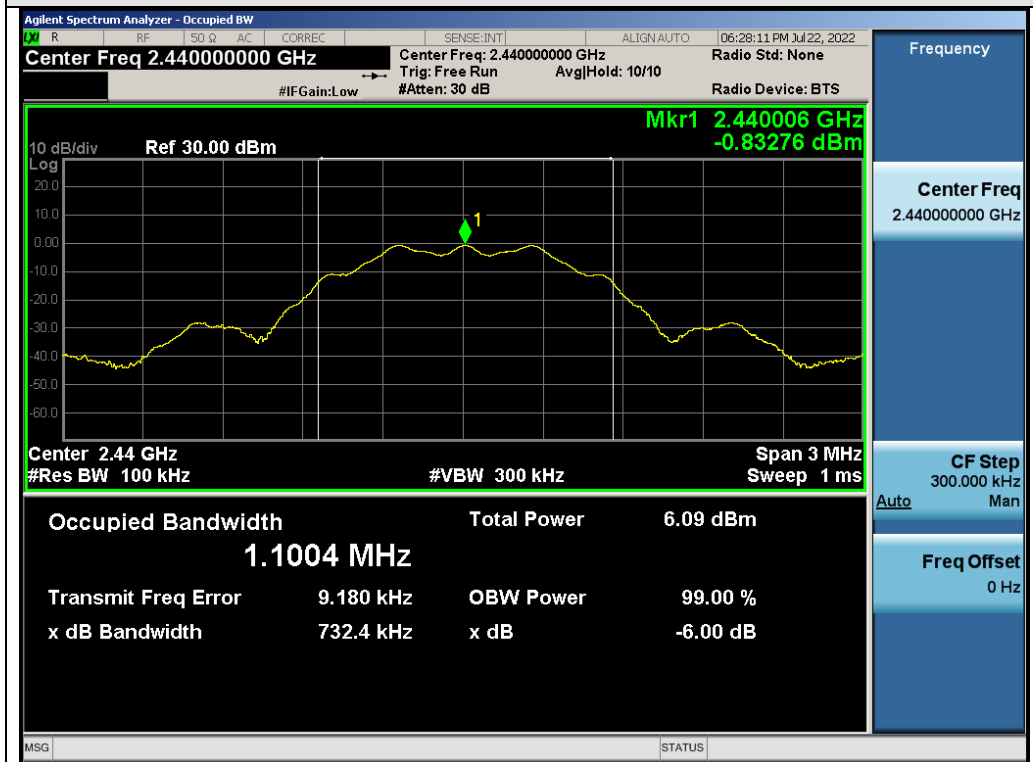 Agilent Spectrum Analyzer - Occupied BW
LXI R RF 50 Ω AC CORREC SENSE:INT ALIGN AUTO 06:28:11 PM Jul 22, 2022
Center Freq 2.440000000 GHz
Center Freq: 2.440000000 GHz
Radio Std: None
Trig: Free Run Avg|Hold: 10/10
#IFGain:Low
#Atten: 30 dB
Radio Device: BTS
Frequency
Mkr1 2.440006 GHz
-0.83276 dBm
10 dB/div Ref 30.00 dBm
Log
20.0
10.0
0.00
-10.0
-20.0
-30.0
-40.0
-50.0
-60.0
1
Center 2.44 GHz
Span 3 MHz
#Res BW 100 kHz
#VBW 300 kHz
Sweep 1 ms
Center Freq
2.440000000 GHz
CF Step
300.000 kHz
Auto Man
Freq Offset
0 Hz
Occupied Bandwidth
1.1004 MHz
Total Power 6.09 dBm
Transmit Freq Error 9.180 kHz
OBW Power 99.00 %
x dB Bandwidth 732.4 kHz
x dB -6.00 dB
MSG
STATUS